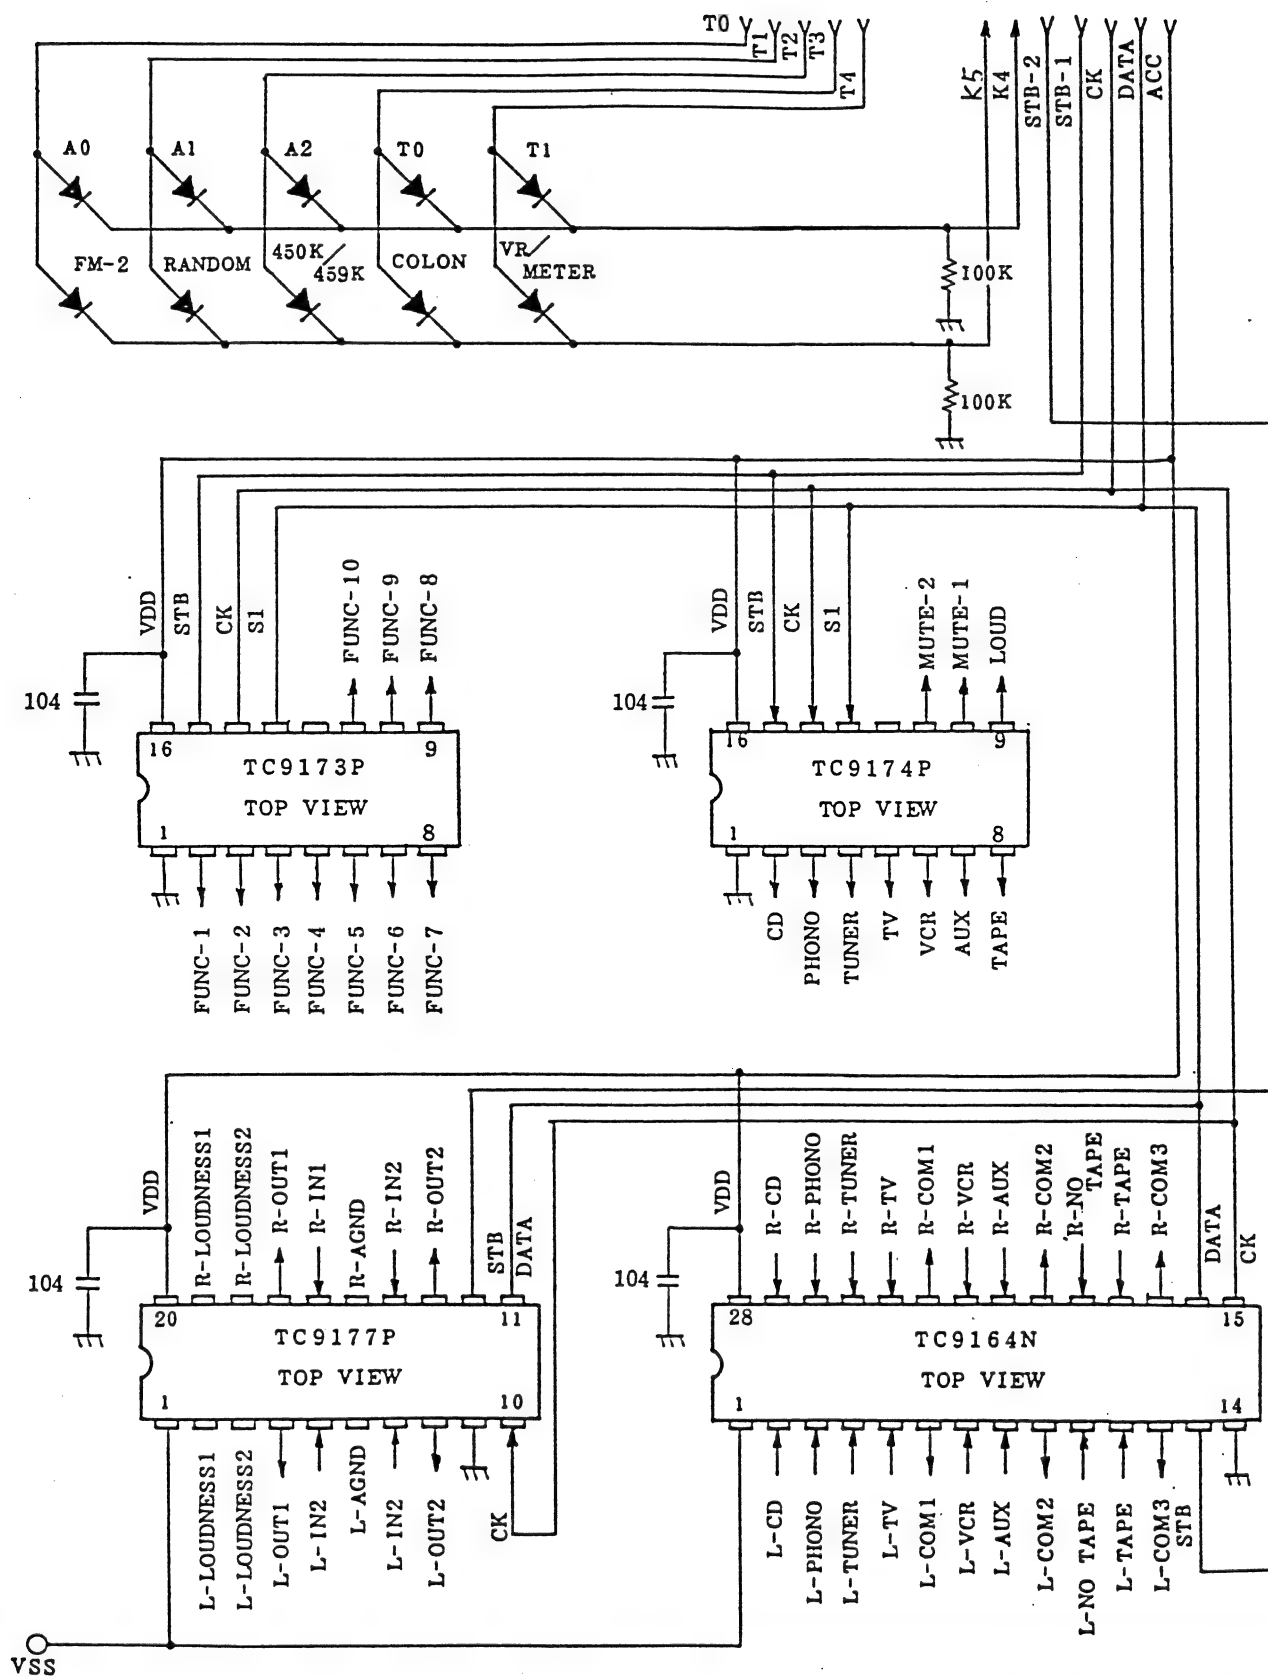 T0
T1
T2
T3
T4
K5
K4
STB-2
STB-1
CK
DATA
ACC
A0
A1
A2
T0
T1
FM-2
RANDOM
450K/
459K
COLON
VR/
METER
100K
100K
VDD
STB
CK
S1
FUNC-10
FUNC-9
FUNC-8
104
16
9
TC9173P
TOP VIEW
1
8
FUNC-1
FUNC-2
FUNC-3
FUNC-4
FUNC-5
FUNC-6
FUNC-7
VDD
STB
CK
S1
MUTE-2
MUTE-1
LOUD
104
16
9
TC9174P
TOP VIEW
1
8
CD
PHONO
TUNER
TV
VCR
AUX
TAPE
VDD
R-LOUDNESS1
R-LOUDNESS2
R-OUT1
R-IN1
R-AGND
R-IN2
R-OUT2
STB
DATA
104
20
11
TC9177P
TOP VIEW
1
10
L-LOUDNESS1
L-LOUDNESS2
L-OUT1
L-IN2
L-AGND
L-IN2
L-OUT2
CK
VDD
R-CD
R-PHONO
R-TUNER
R-TV
R-COM1
R-VCR
R-AUX
R-COM2
R-NO
TAPE
R-TAPE
R-COM3
DATA
CK
104
28
15
TC9164N
TOP VIEW
1
14
L-CD
L-PHONO
L-TUNER
L-TV
L-COM1
L-VCR
L-AUX
L-COM2
L-NO TAPE
L-TAPE
L-COM3
STB
VSS